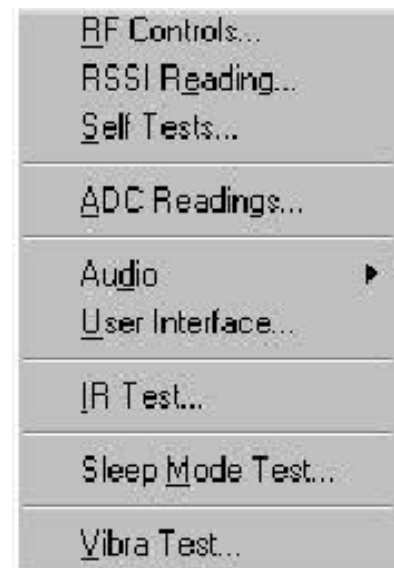 RF Controls...
RSSI Reading...
Self Tests...
ADC Readings...
Audio
User Interface...
IR Test...
Sleep Mode Test...
Vibra Test...